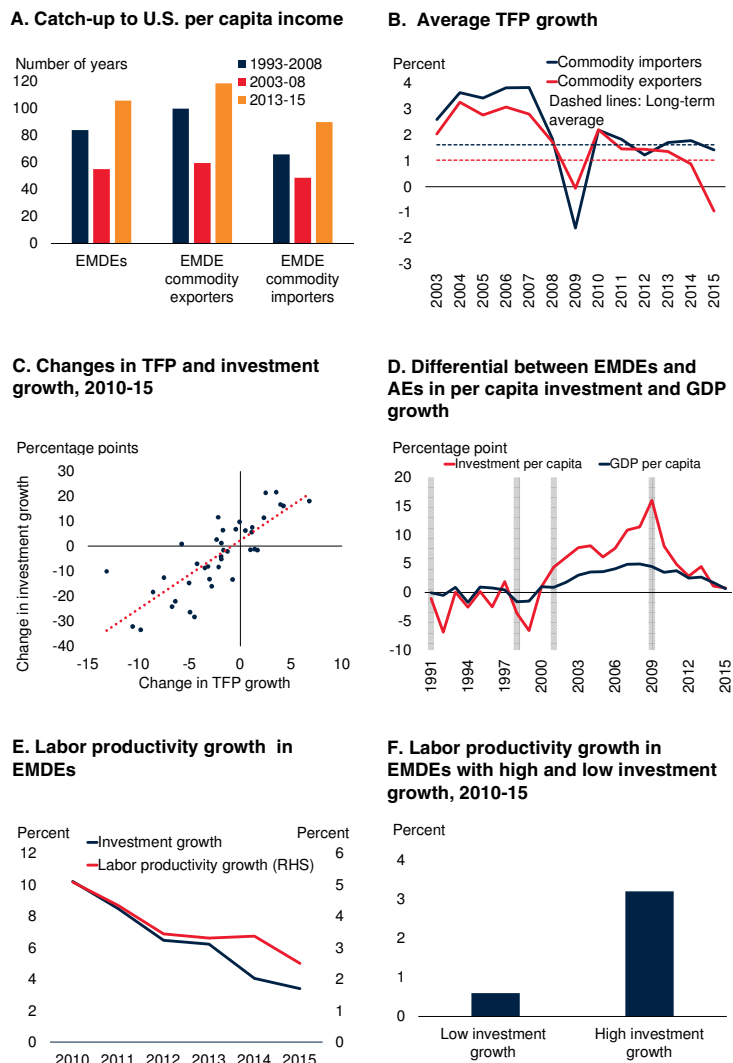 A. Catch-up to U.S. per capita income
Number of years
1993-2008
2003-08
2013-15
120
100
80
60
40
20
0
EMDEs
EMDE
commodity
exporters
EMDE
commodity
importers
B. Average TFP growth
Percent
Commodity importers
Commodity exporters
Dashed lines: Long-term
average
4
3
2
1
0
-1
-2
-3
2003
2004
2005
2006
2007
2008
2009
2010
2011
2012
2013
2014
2015
C. Changes in TFP and investment
growth, 2010-15
Percentage points
Change in investment growth
30
20
10
0
-10
-20
-30
-40
-15
-10
-5
0
5
10
Change in TFP growth
D. Differential between EMDEs and
AEs in per capita investment and GDP
growth
Percentage point
Investment per capita
GDP per capita
20
15
10
5
0
-5
-10
1991
1994
1997
2000
2003
2006
2009
2012
2015
E. Labor productivity growth in
EMDEs
Percent
Percent
Investment growth
Labor productivity growth (RHS)
12
10
8
6
4
2
0
6
5
4
3
2
1
0
2010 2011 2012 2013 2014 2015
F. Labor productivity growth in
EMDEs with high and low investment
growth, 2010-15
Percent
4
3
2
1
0
Low investment
growth
High investment
growth